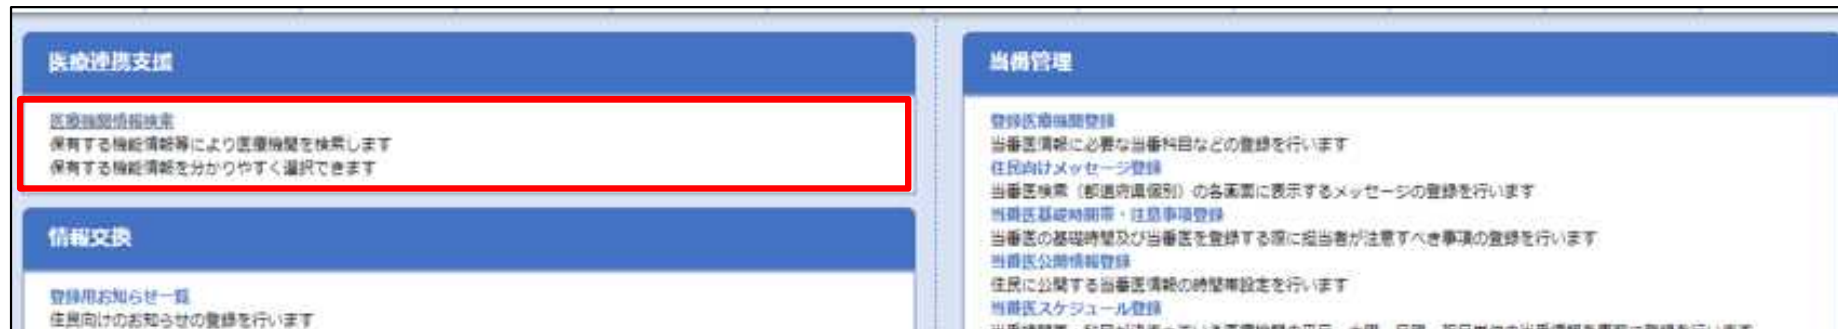 医療連携支援
医療機関情報検索
保有する機能情報等により医療機関を検索します
保有する機能情報を分かりやすく選択できます
情報交換
登録用お知らせ一覧
住民向けのお知らせの登録を行います
当番管理
登録医療機関登録
当番医情報に必要な当番科目などの登録を行います
住民向けメッセージ登録
当番医検索（都道府県個別）の各画面に表示するメッセージの登録を行います
当番医基礎時間帯・注意事項登録
当番医の基礎時間及び当番医を登録する際に担当者が注意すべき事項の登録を行います
当番医公開情報登録
住民に公開する当番医情報の時間帯設定を行います
当番医スケジュール登録